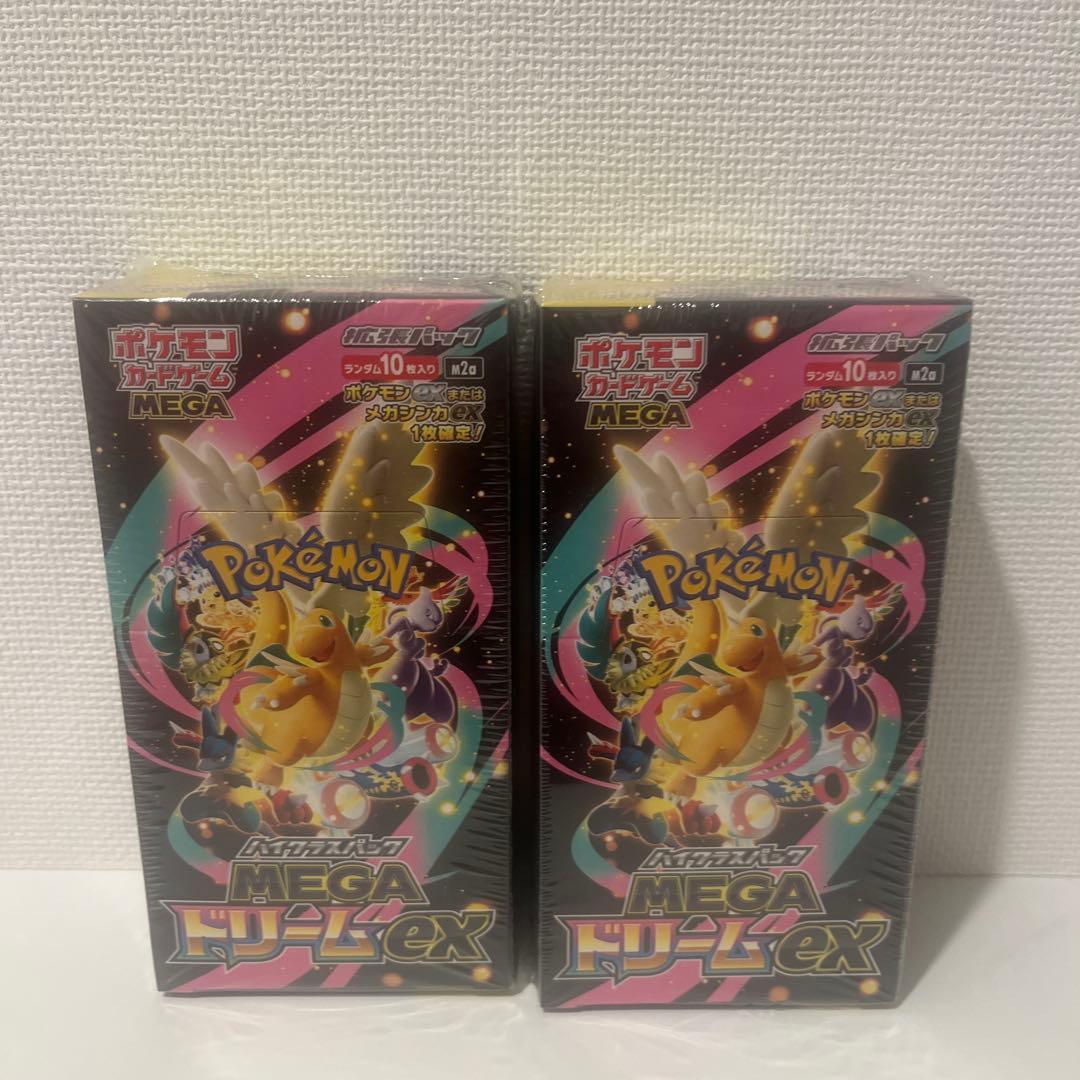 ポケモン
カードゲーム
MEGA
拡張パック
ランダム10枚入り M2a
ポケモンexまたは
メガシンカex
1枚確定!
POKÉMON
ハイクラスパック
MEGA
ドリームex
ポケモン
カードゲーム
MEGA
拡張パック
ランダム10枚入り M2a
ポケモンexまたは
メガシンカex
1枚確定!
POKÉMON
ハイクラスパック
MEGA
ドリームex